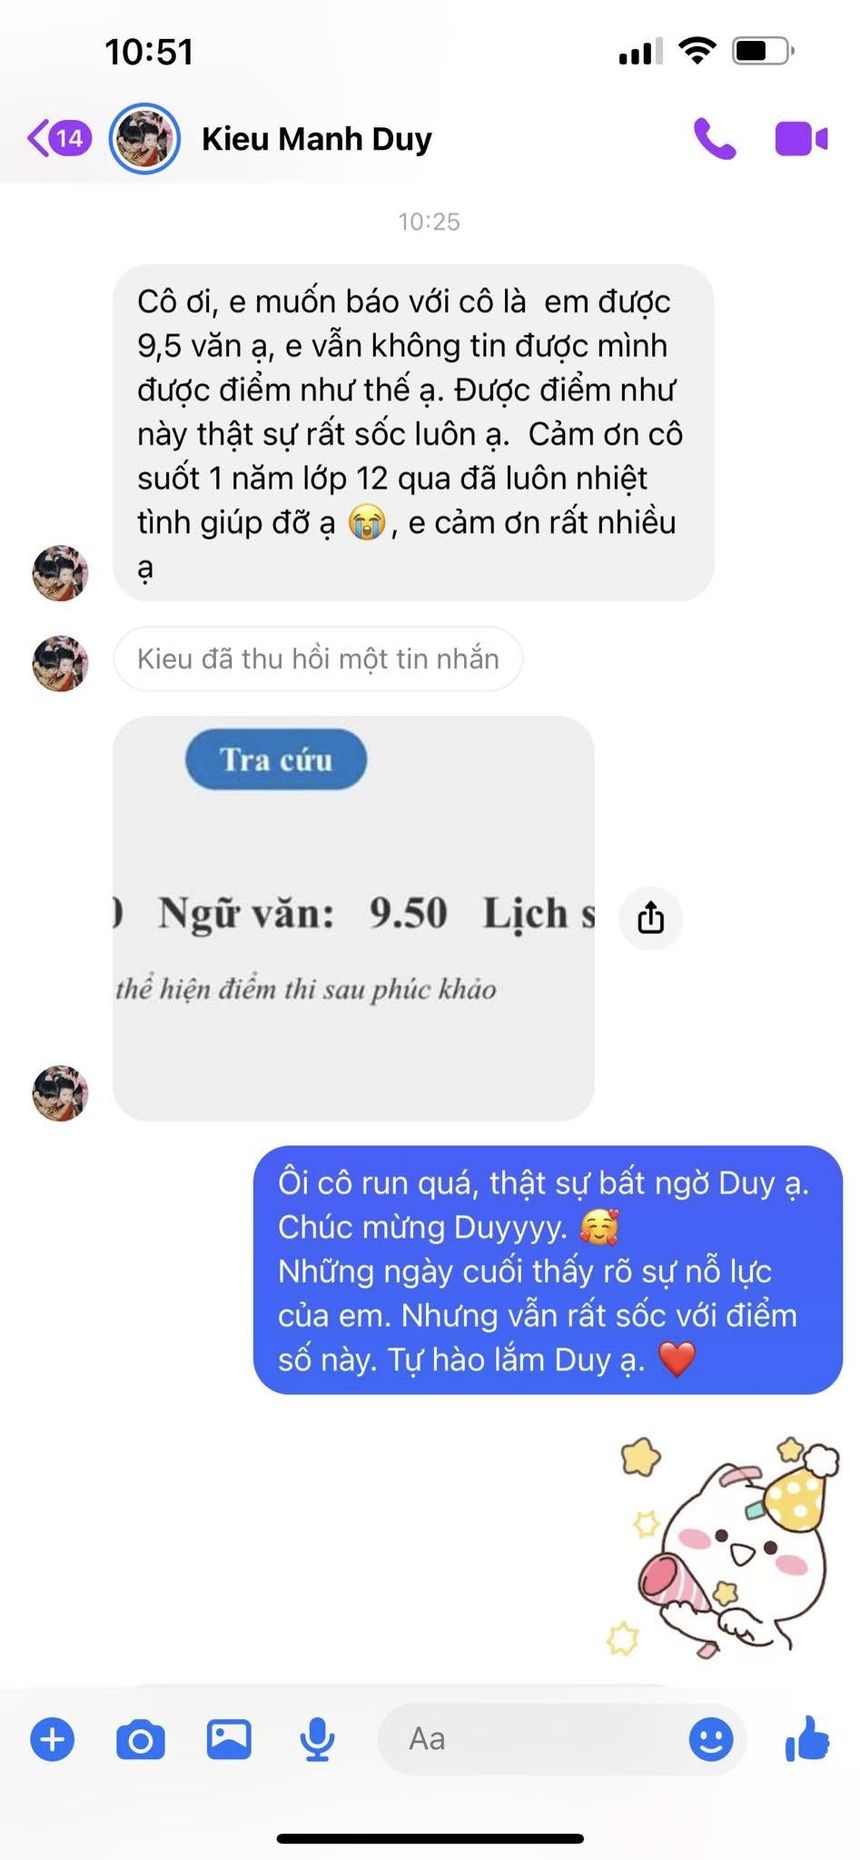 10:51
14
Kieu Manh Duy
10:25
Cô ơi, e muốn báo với cô là  em được
9,5 văn ạ, e vẫn không tin được mình
được điểm như thế ạ. Được điểm như
này thật sự rất sốc luôn ạ.  Cảm ơn cô
suốt 1 năm lớp 12 qua đã luôn nhiệt
tình giúp đỡ ạ 😭, e cảm ơn rất nhiều
ạ
Kieu đã thu hồi một tin nhắn
Tra cứu
) Ngữ văn: 9.50 Lịch s
thể hiện điểm thi sau phúc khảo
Ôi cô run quá, thật sự bất ngờ Duy ạ.
Chúc mừng Duyyyy. 🥰
Những ngày cuối thấy rõ sự nỗ lực
của em. Nhưng vẫn rất sốc với điểm
số này. Tự hào lắm Duy ạ. ❤️
Aa